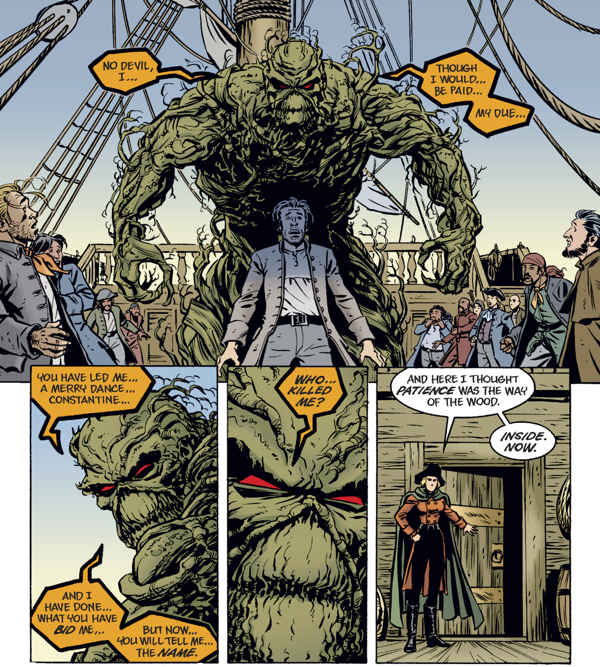 NO DEVIL,
I...
THOUGH
I WOULD...
BE PAID...
MY DUE...
YOU HAVE LED ME...
A MERRY DANCE...
CONSTANTINE...
AND I
HAVE DONE...
WHAT YOU HAVE
BID ME...
BUT NOW...
YOU WILL TELL ME...
THE NAME.
WHO...
KILLED
ME?
AND HERE I THOUGHT
PATIENCE WAS THE WAY
OF THE WOOD.
INSIDE.
NOW.